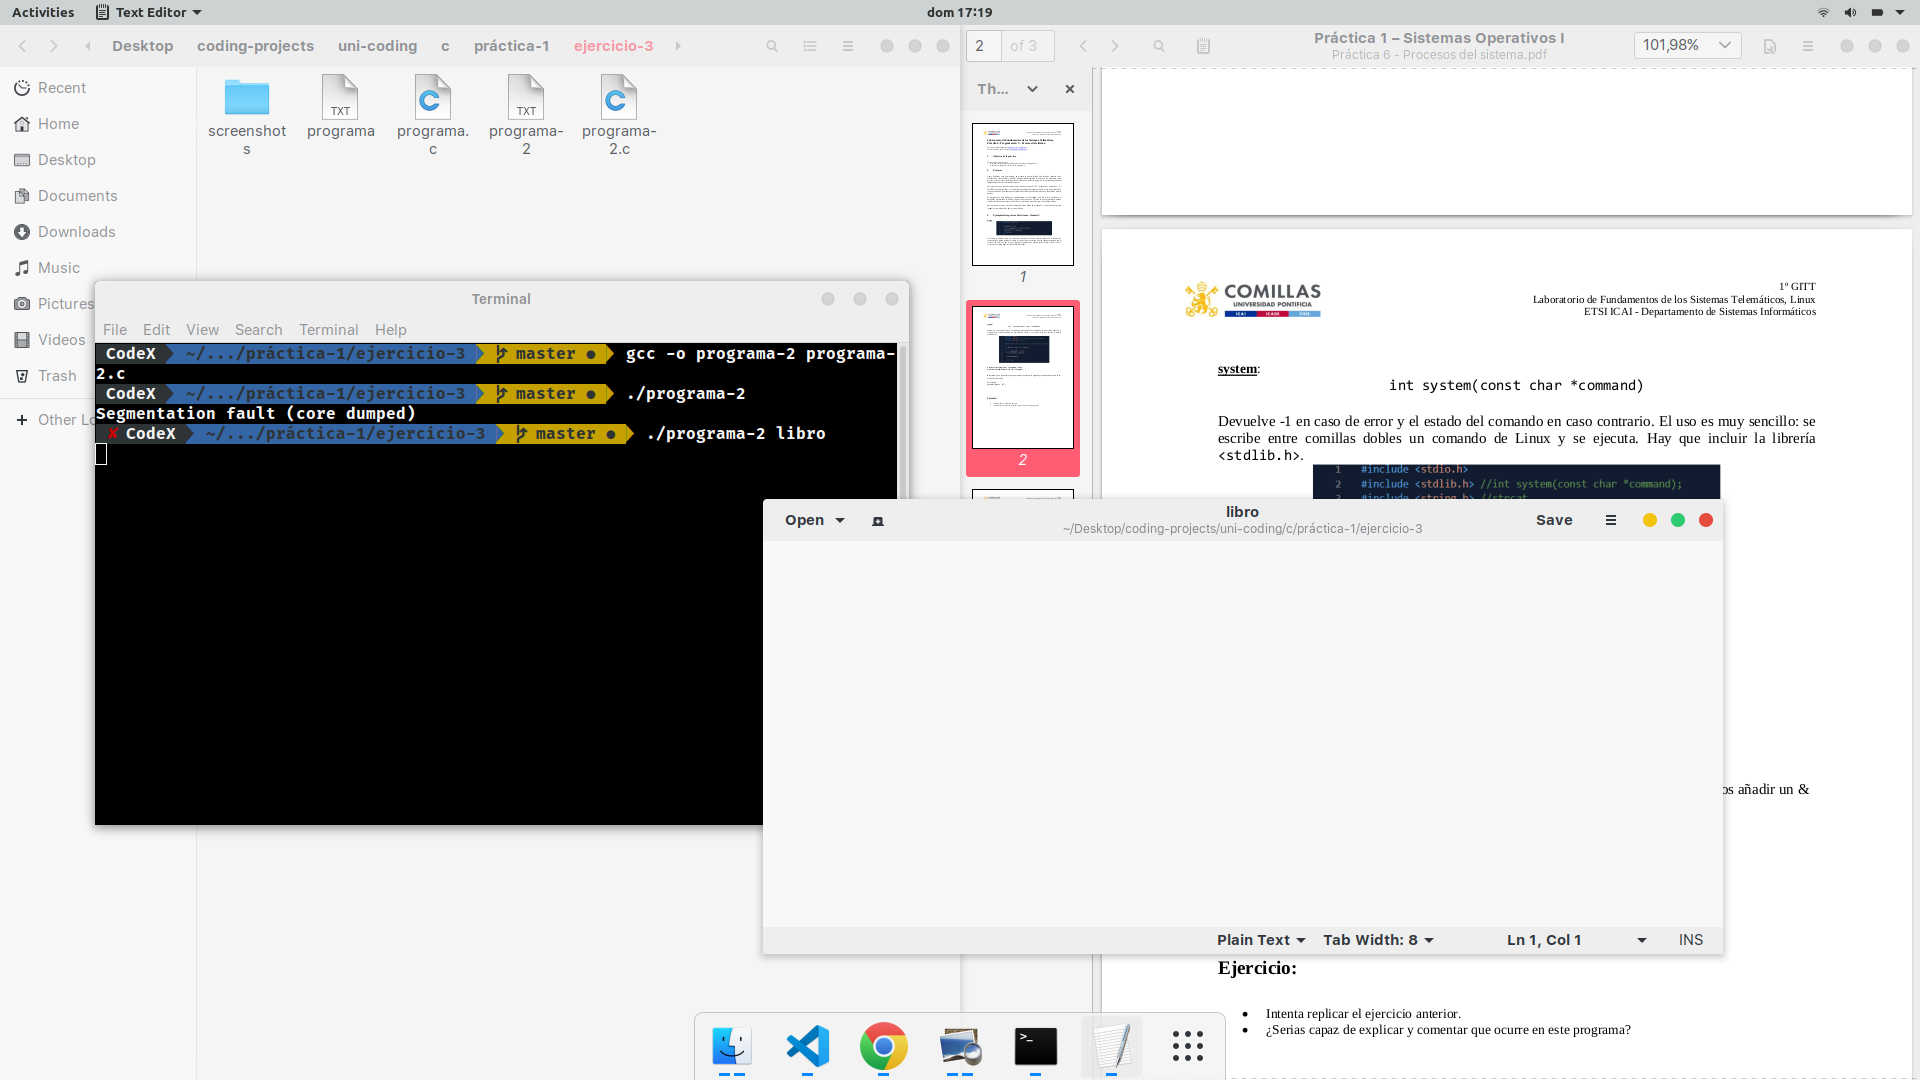 Activities Text Editor dom 17:19
Desktop coding-projects uni-coding c práctica-1 ejercicio-3
2 of 3 Práctica 1 – Sistemas Operativos I 101,98%
Práctica 6 - Procesos del sistema.pdf
Recent
Home
Desktop
Documents
Downloads
Music
Pictures
Videos
Trash
Other Lo
screenshot
s
TXT
programa
programa.
c
TXT
programa-
2
programa-
2.c
Th...
1
2
Terminal
File Edit View Search Terminal Help
CodeX ~/.../práctica-1/ejercicio-3 master ● gcc -o programa-2 programa-
2.c
CodeX ~/.../práctica-1/ejercicio-3 master ● ./programa-2
Segmentation fault (core dumped)
✘ CodeX ~/.../práctica-1/ejercicio-3 master ● ./programa-2 libro
COMILLAS
UNIVERSIDAD PONTIFICIA
ICAI ICADE CIHS
1º GITT
Laboratorio de Fundamentos de los Sistemas Telemáticos, Linux
ETSI ICAI - Departamento de Sistemas Informáticos
system:
int system(const char *command)
Devuelve -1 en caso de error y el estado del comando en caso contrario. El uso es muy sencillo: se
escribe entre comillas dobles un comando de Linux y se ejecuta. Hay que incluir la librería
<stdlib.h>.
1 #include <stdio.h>
2 #include <stdlib.h> //int system(const char *command);
3 #include <string.h> //strcat
Open libro Save
~/Desktop/coding-projects/uni-coding/c/práctica-1/ejercicio-3
Plain Text Tab Width: 8 Ln 1, Col 1 INS
os añadir un &
Ejercicio:
• Intenta replicar el ejercicio anterior.
• ¿Serias capaz de explicar y comentar que ocurre en este programa?